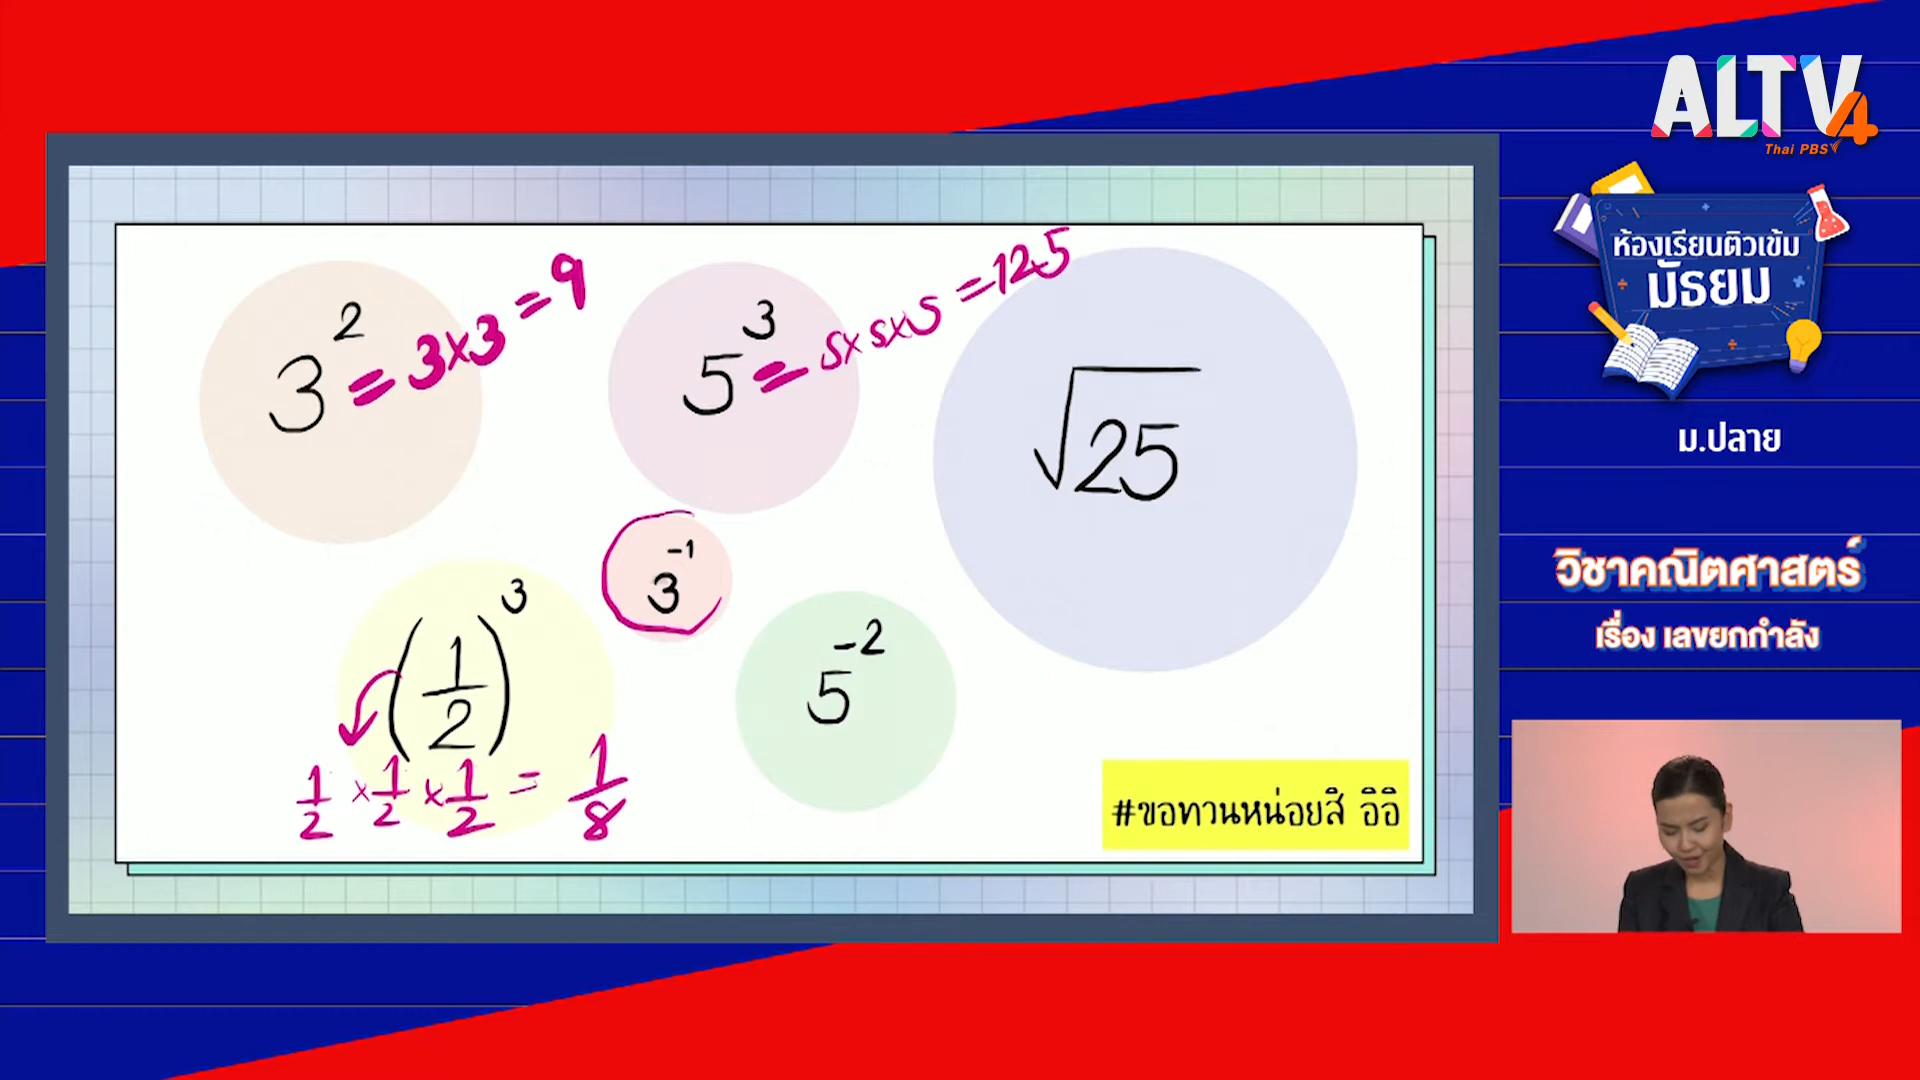 ALTV4
Thai PBS
ห้องเรียนติวเข้ม
มัธยม
ม.ปลาย
วิชาคณิตศาสตร์
เรื่อง เลขยกกำลัง
3² = 3×3 = 9
5³ = 5×5×5 = 125
√25
3⁻¹
(1/2)³
1/2 × 1/2 × 1/2 = 1/8
5⁻²
#ขอทานหน่อยสิ อิอิ